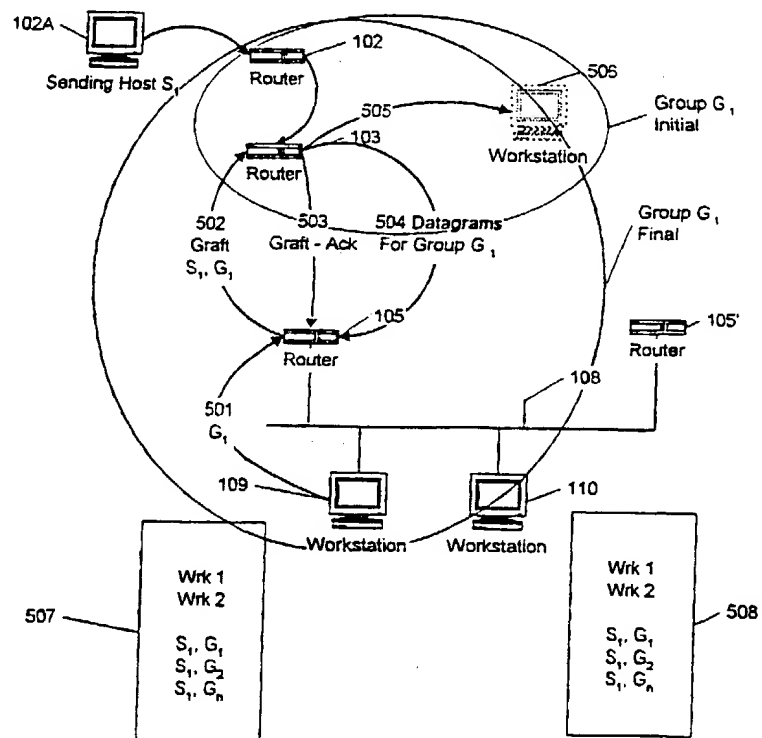 102A
Sending Host S₁
102
Router
506
Group G₁
Initial
505
Workstation
103
Router
502
Graft
S₁, G₁
503
Graft - Ack
504 Datagrams
For Group G₁
Group G₁
Final
105
Router
105'
Router
108
501
G₁
109
110
Workstation
Workstation
507
Wrk 1
Wrk 2
S₁, G₁
S₁, G₂
S₁, Gₙ
Wrk 1
Wrk 2
S₁, G₁
S₁, G₂
S₁, Gₙ
508